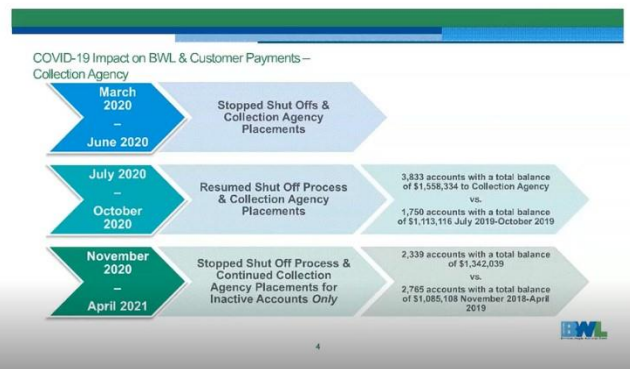 COVID-19 Impact on BWL & Customer Payments –
Collection Agency
March
2020
–
June 2020
Stopped Shut Offs &
Collection Agency
Placements
July 2020
–
October
2020
Resumed Shut Off Process
& Collection Agency
Placements
3,833 accounts with a total balance
of $1,558,334 to Collection Agency
vs.
1,750 accounts with a total balance
of $1,113,116 July 2019-October 2019
November
2020
–
April 2021
Stopped Shut Off Process &
Continued Collection
Agency Placements for
Inactive Accounts Only
2,339 accounts with a total balance
of $1,342,039
vs.
2,765 accounts with a total balance
of $1,085,108 November 2018-April
2019
BWL
4